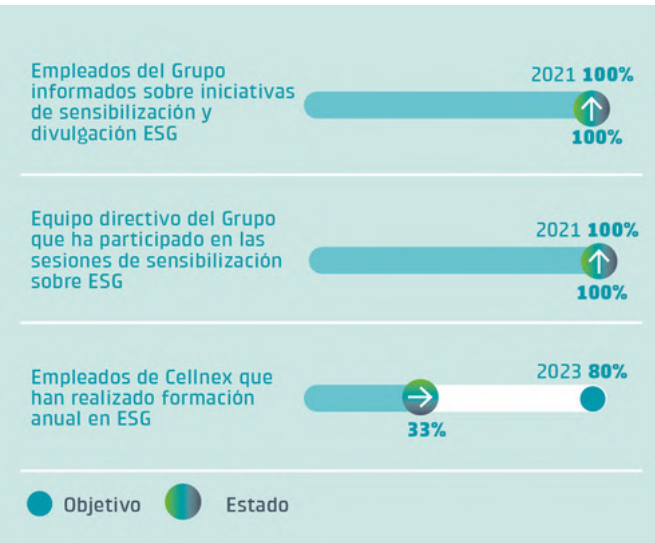 Empleados del Grupo
informados sobre iniciativas
de sensibilización y
divulgación ESG
2021 100%
100%
Equipo directivo del Grupo
que ha participado en las
sesiones de sensibilización
sobre ESG
2021 100%
100%
Empleados de Cellnex que
han realizado formación
anual en ESG
2023 80%
33%
Objetivo
Estado